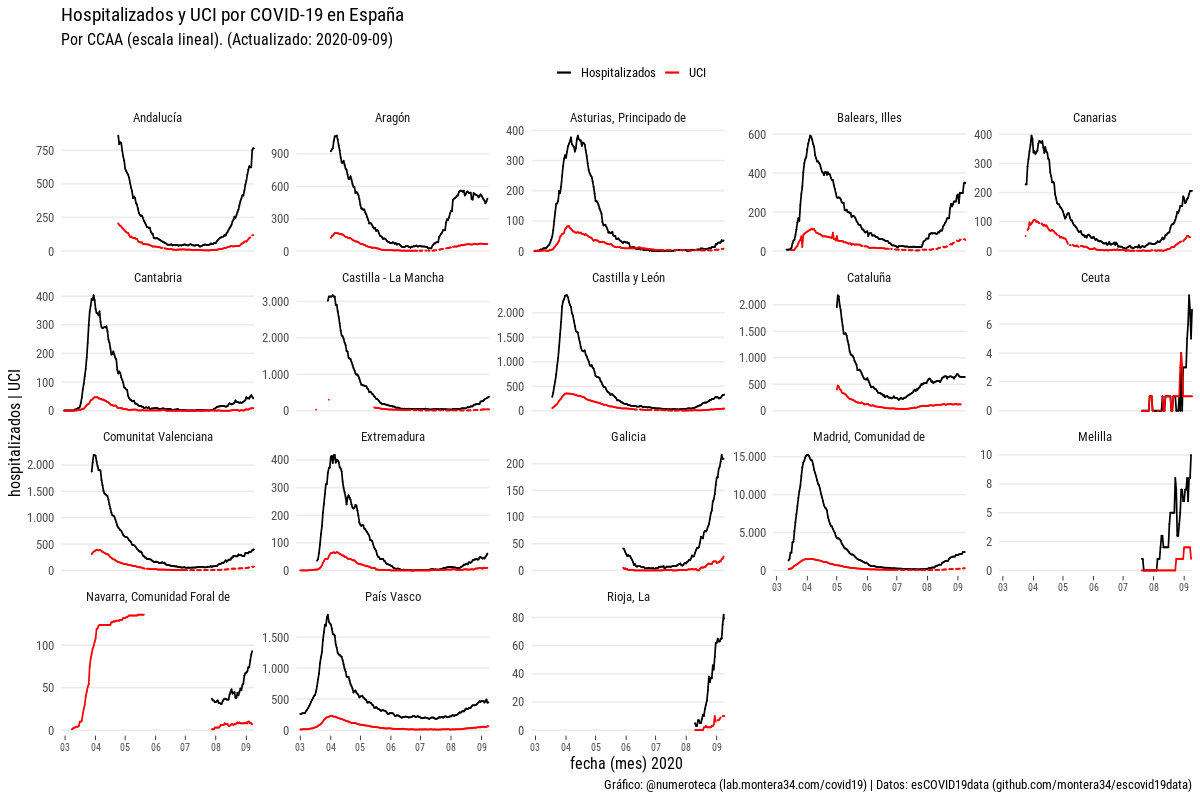 Hospitalizados y UCI por COVID-19 en España
Por CCAA (escala lineal). (Actualizado: 2020-09-09)
Hospitalizados UCI
Andalucía
750
500
250
0
Aragón
900
600
300
0
Asturias, Principado de
400
300
200
100
0
Balears, Illes
600
400
200
0
Canarias
400
300
200
100
0
Cantabria
400
300
200
100
0
Castilla - La Mancha
3.000
2.000
1.000
0
Castilla y León
2.000
1.500
1.000
500
0
Cataluña
2.000
1.500
1.000
500
0
Ceuta
8
6
4
2
0
Comunitat Valenciana
2.000
1.500
1.000
500
0
Extremadura
400
300
200
100
0
Galicia
200
150
100
50
0
Madrid, Comunidad de
15.000
10.000
5.000
0
03 04 05 06 07 08 09
Melilla
10
8
5
2
0
03 04 05 06 07 08 09
Navarra, Comunidad Foral de
100
50
0
03 04 05 06 07 08 09
País Vasco
1.500
1.000
500
0
03 04 05 06 07 08 09
Rioja, La
80
60
40
20
0
03 04 05 06 07 08 09
hospitalizados | UCI
fecha (mes) 2020
Gráfico: @numeroteca (lab.montera34.com/covid19) | Datos: esCOVID19data (github.com/montera34/escovid19data)